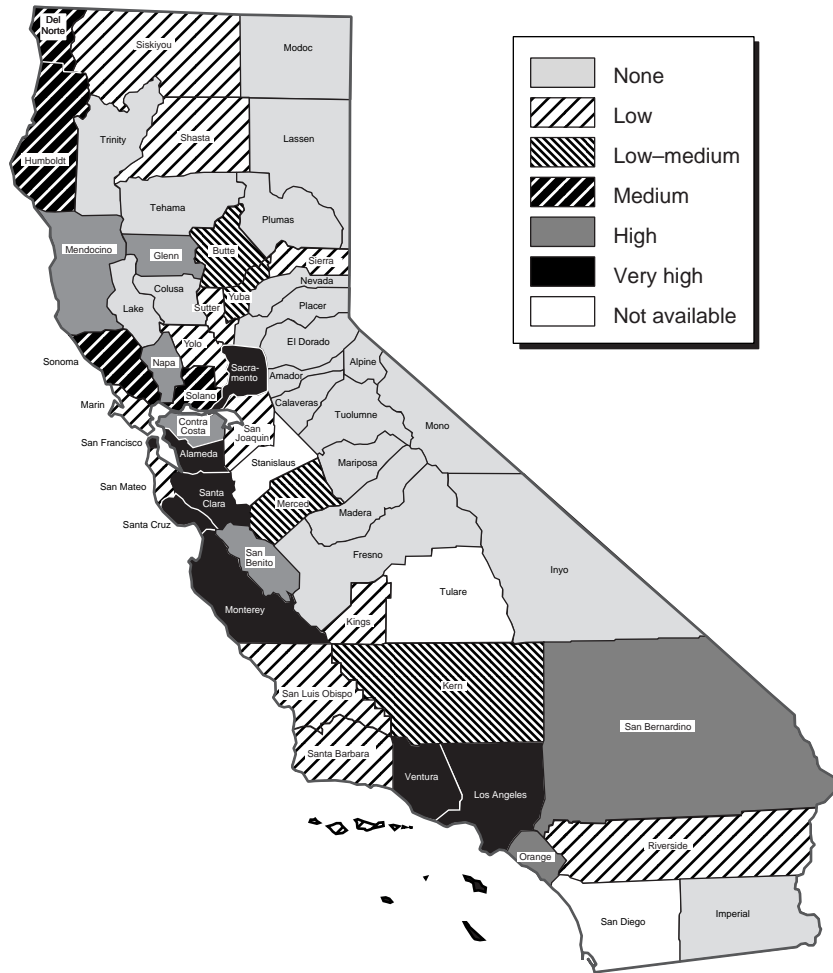 Del
Norte
Siskiyou
Modoc
None
Low
Low–medium
Medium
High
Very high
Not available
Humboldt
Trinity
Shasta
Lassen
Tehama
Plumas
Mendocino
Glenn
Butte
Sierra
Nevada
Colusa
Lake
Sutter
Yuba
Placer
Sonoma
Napa
Yolo
El Dorado
Sacra-
mento
Alpine
Amador
Solano
Marin
Calaveras
Contra
Costa
San
Joaquin
Tuolumne
Mono
San Francisco
Alameda
Stanislaus
Mariposa
San Mateo
Santa
Clara
Merced
Madera
Santa Cruz
San
Benito
Fresno
Inyo
Monterey
Kings
Tulare
San Luis Obispo
Kern
San Bernardino
Santa Barbara
Ventura
Los Angeles
Orange
Riverside
San Diego
Imperial